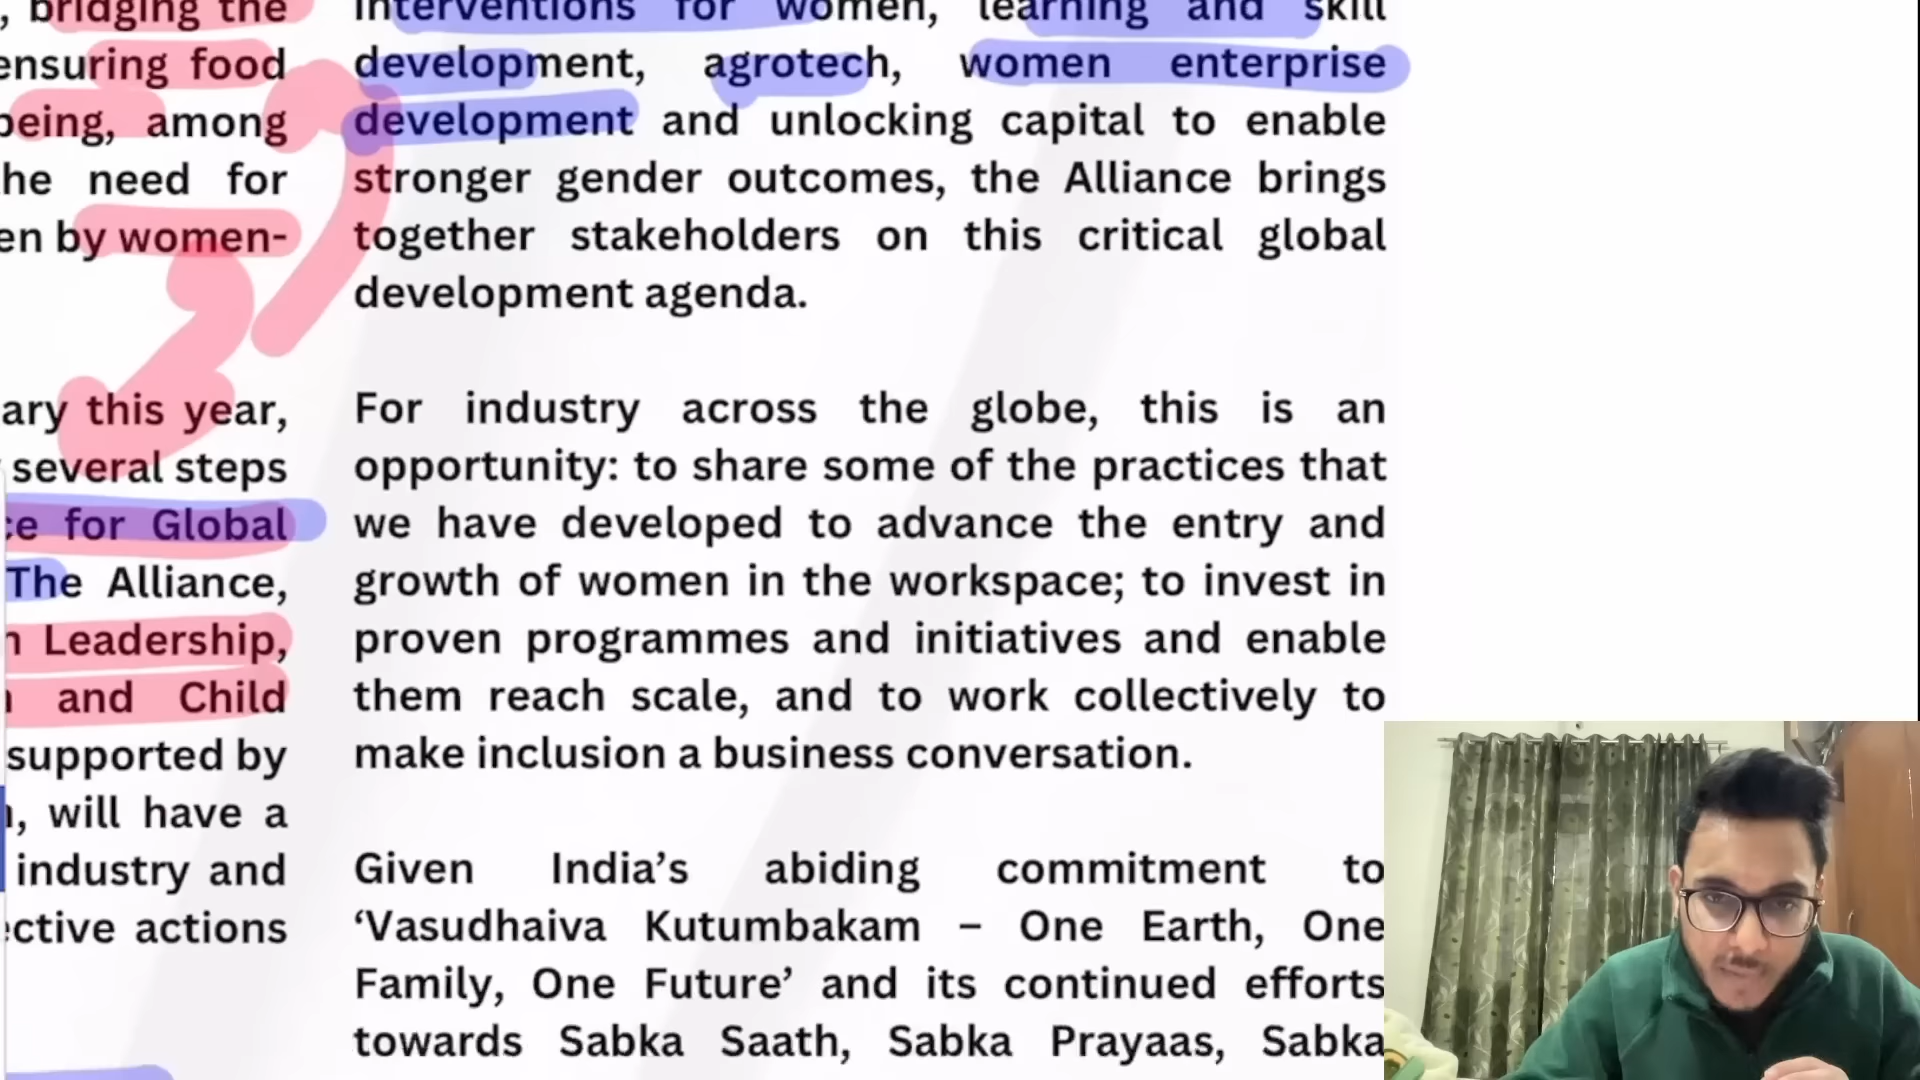 bridging the
ensuring food
being, among
the need for
by women-
this year,
several steps
for Global
The Alliance,
Leadership,
and Child
supported by
will have a
industry and
actions
interventions for women, learning and skill
development, agrotech, women enterprise
development and unlocking capital to enable
stronger gender outcomes, the Alliance brings
together stakeholders on this critical global
development agenda.
For industry across the globe, this is an
opportunity: to share some of the practices that
we have developed to advance the entry and
growth of women in the workspace; to invest in
proven programmes and initiatives and enable
them reach scale, and to work collectively to
make inclusion a business conversation.
Given India’s abiding commitment to
‘Vasudhaiva Kutumbakam – One Earth, One
Family, One Future’ and its continued efforts
towards Sabka Saath, Sabka Prayaas, Sabka